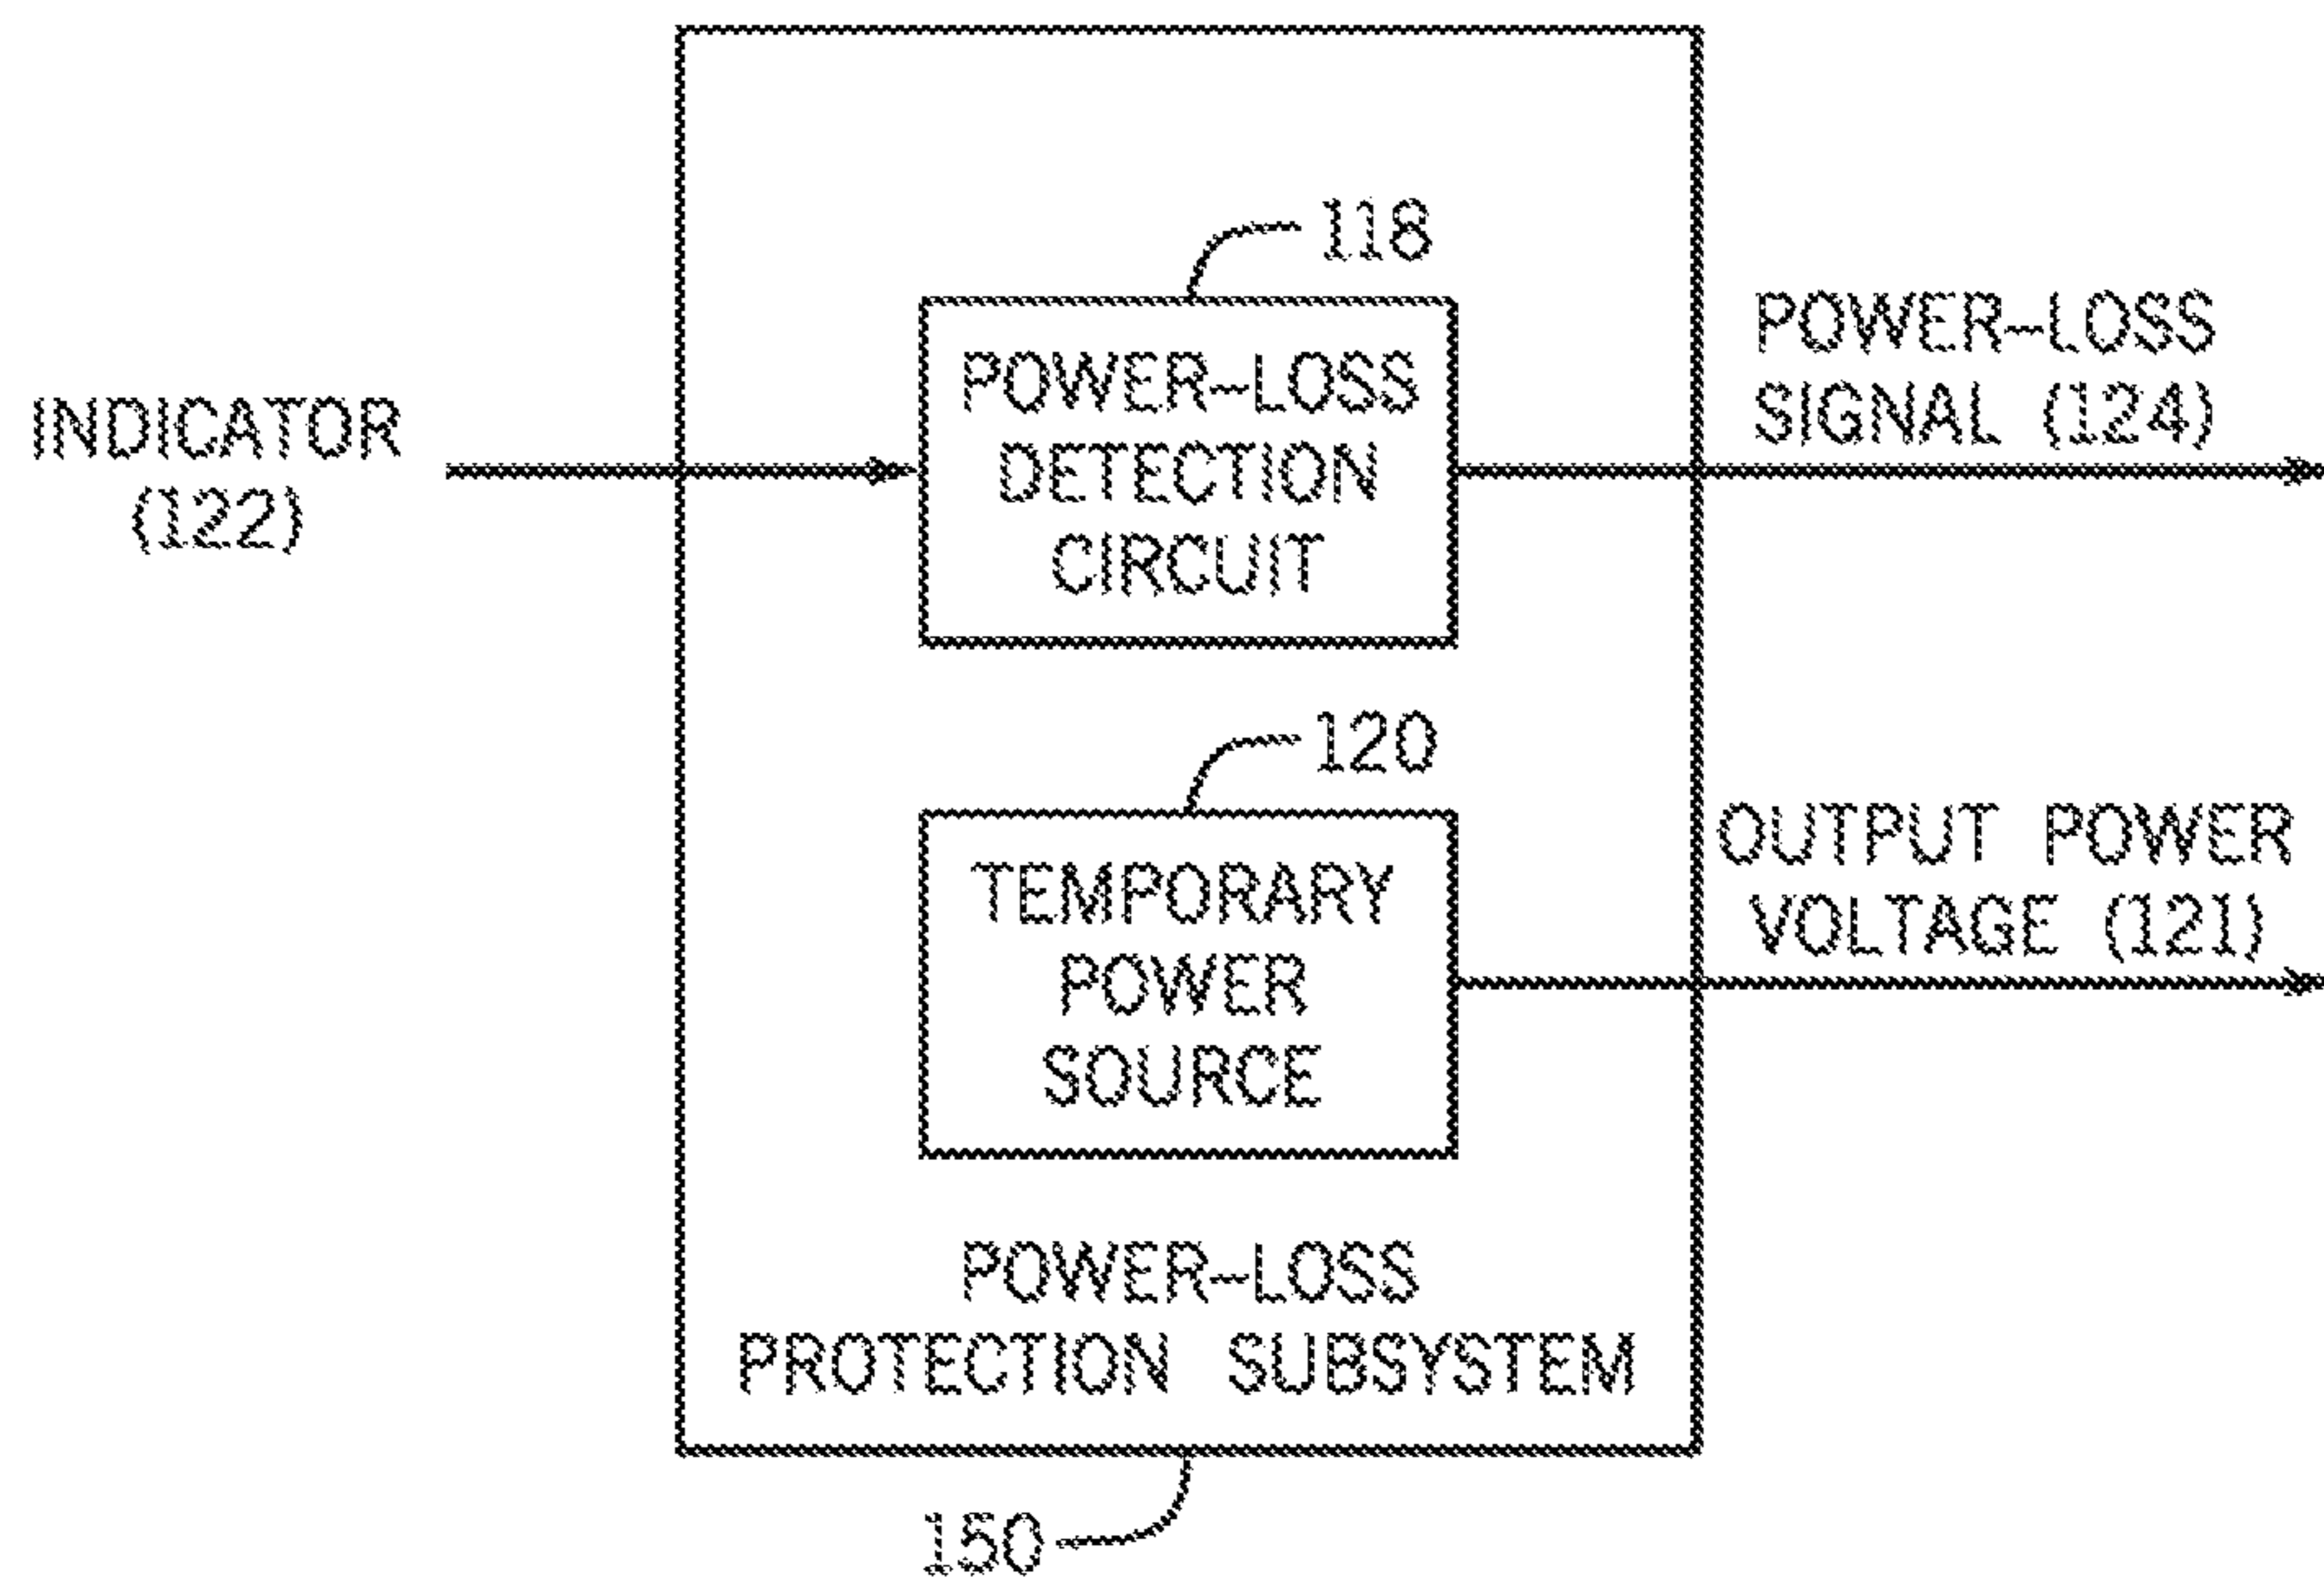 118
POWER-LOSS
DETECTION
CIRCUIT
INDICATOR
(122)
POWER-LOSS
SIGNAL (124)
120
TEMPORARY
POWER
SOURCE
OUTPUT POWER
VOLTAGE (121)
POWER-LOSS
PROTECTION SUBSYSTEM
150